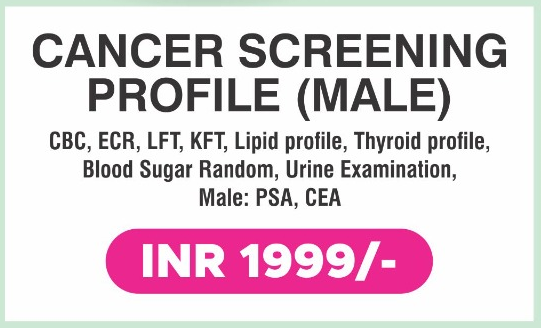 CANCER SCREENING
PROFILE (MALE)
CBC, ECR, LFT, KFT, Lipid profile, Thyroid profile,
Blood Sugar Random, Urine Examination,
Male: PSA, CEA
INR 1999/-